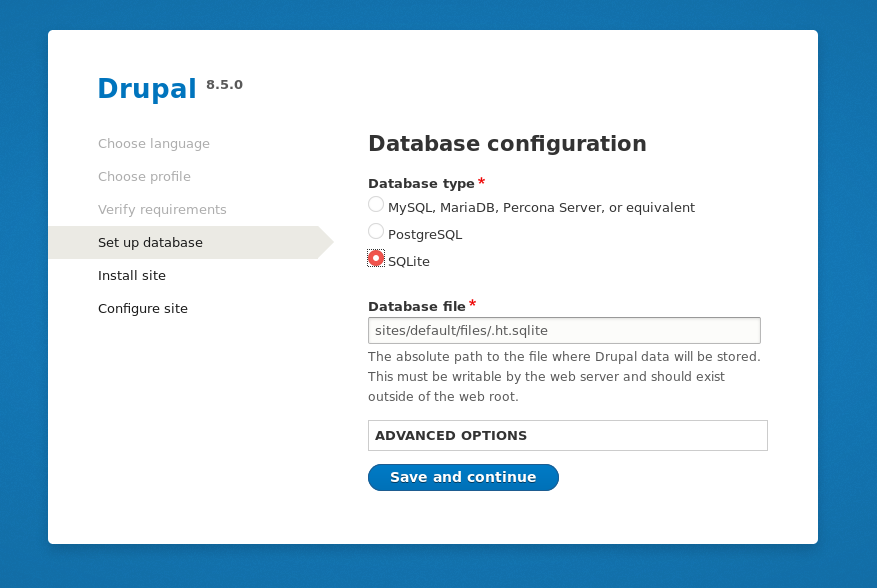 Drupal 8.5.0
Choose language
Choose profile
Verify requirements
Set up database
Install site
Configure site
Database configuration
Database type*
MySQL, MariaDB, Percona Server, or equivalent
PostgreSQL
SQLite
Database file*
sites/default/files/.ht.sqlite
The absolute path to the file where Drupal data will be stored.
This must be writable by the web server and should exist
outside of the web root.
ADVANCED OPTIONS
Save and continue